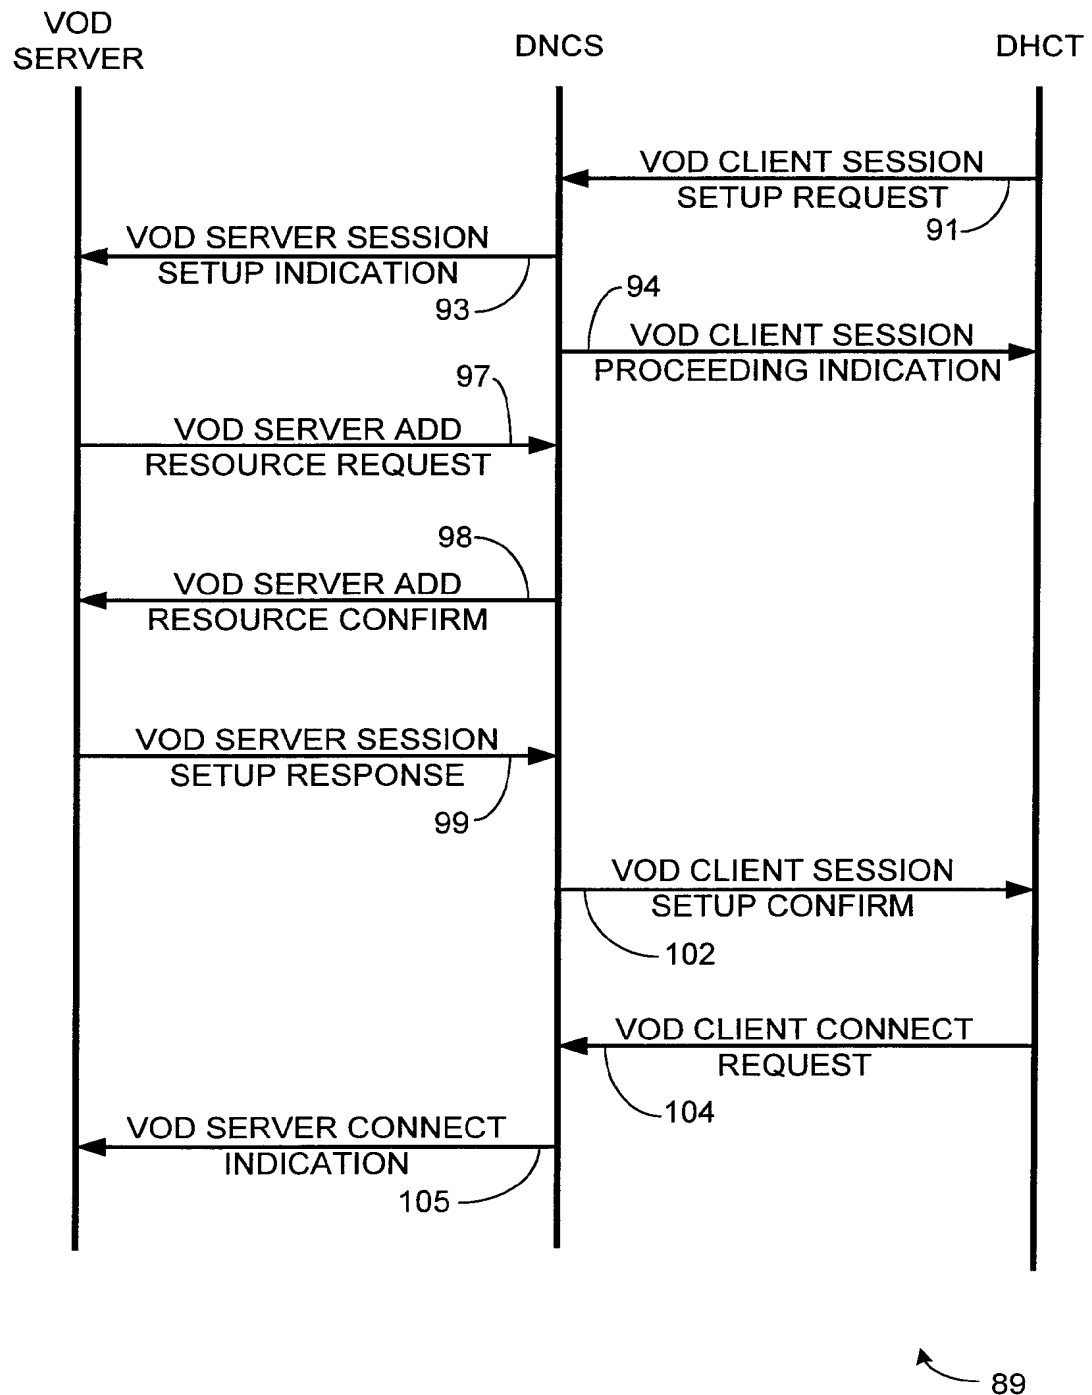 VOD
SERVER
DNCS
DHCT
VOD CLIENT SESSION
SETUP REQUEST
91
VOD SERVER SESSION
SETUP INDICATION
93
94
VOD CLIENT SESSION
PROCEEDING INDICATION
97
VOD SERVER ADD
RESOURCE REQUEST
98
VOD SERVER ADD
RESOURCE CONFIRM
VOD SERVER SESSION
SETUP RESPONSE
99
VOD CLIENT SESSION
SETUP CONFIRM
102
VOD CLIENT CONNECT
REQUEST
104
VOD SERVER CONNECT
INDICATION
105
89